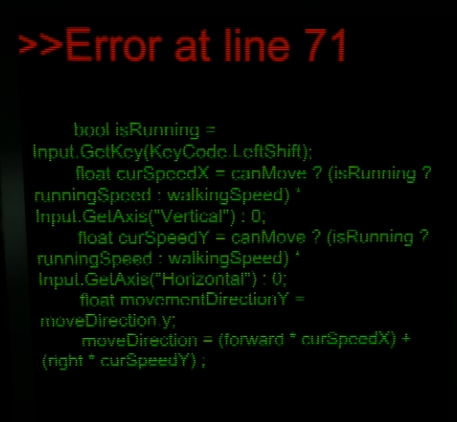 >>Error at line 71
bool isRunning =
Input.GetKey(KeyCode.LeftShift);
float curSpeedX = canMove ? (isRunning ?
runningSpeed : walkingSpeed) *
Input.GetAxis("Vertical") : 0;
float curSpeedY = canMove ? (isRunning ?
runningSpeed : walkingSpeed) *
Input.GetAxis("Horizontal") : 0;
float movementDirectionY =
moveDirection.y;
moveDirection = (forward * curSpeedX) +
(right * curSpeedY) ;